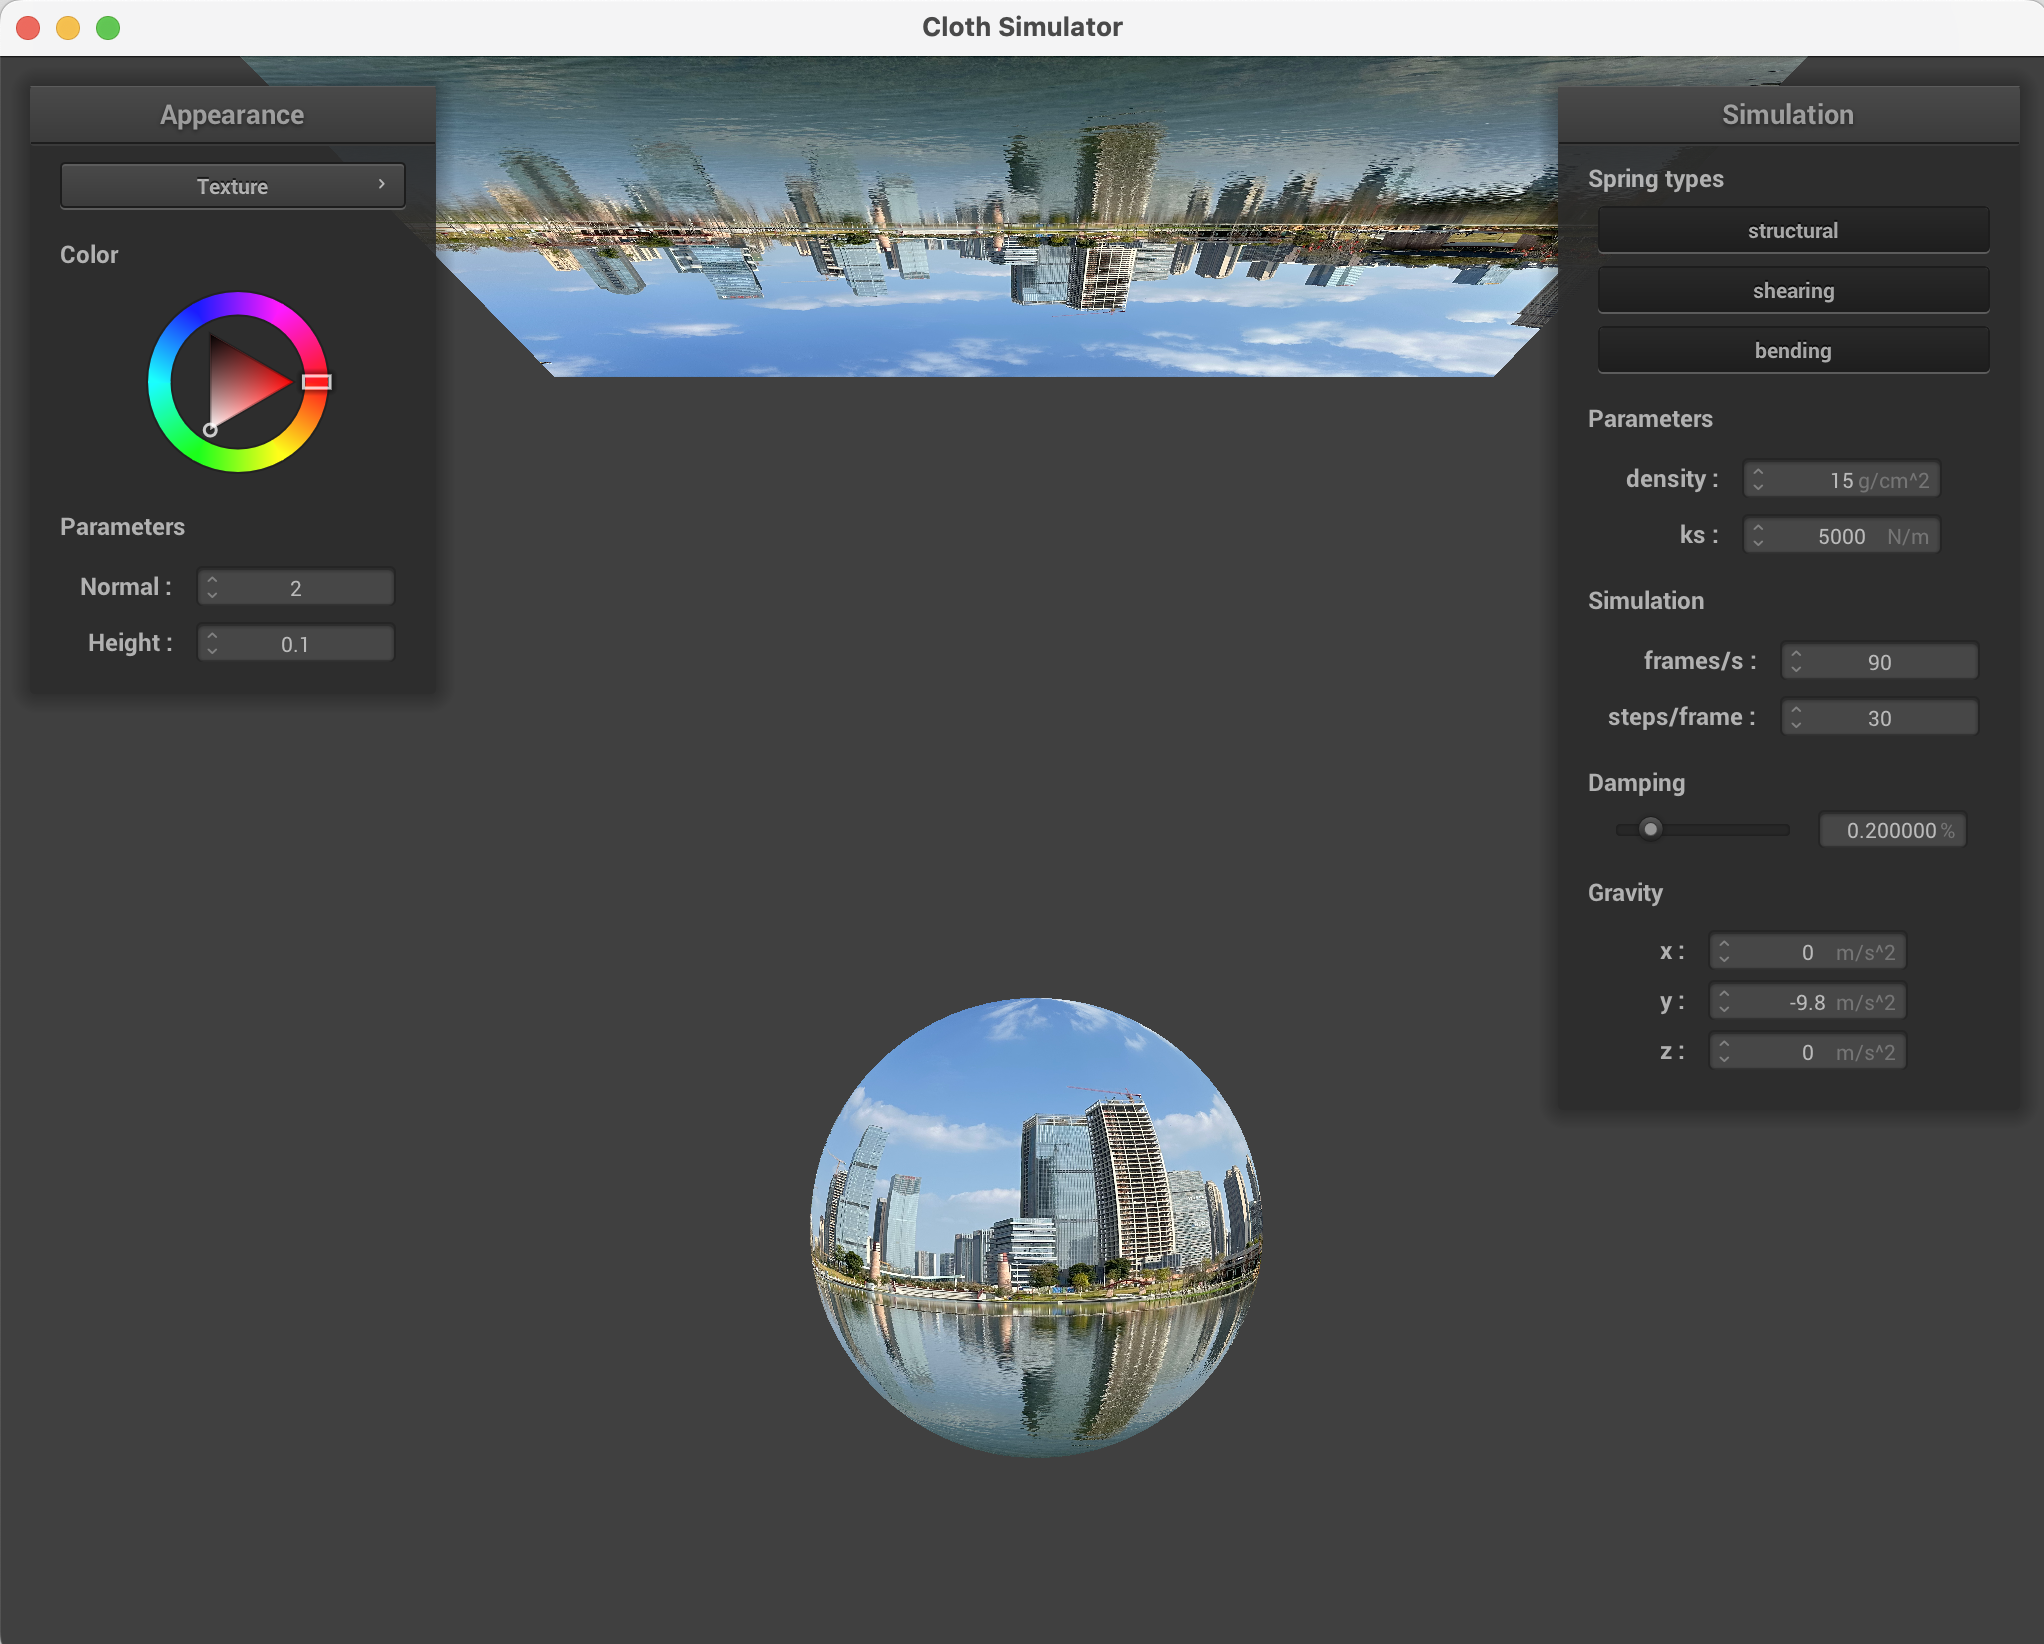 Cloth Simulator
Appearance
Texture
Color
Parameters
Normal : 2
Height : 0.1
Simulation
Spring types
structural
shearing
bending
Parameters
density : 15 g/cm^2
ks : 5000 N/m
Simulation
frames/s : 90
steps/frame : 30
Damping
0.200000 %
Gravity
x : 0 m/s^2
y : -9.8 m/s^2
z : 0 m/s^2